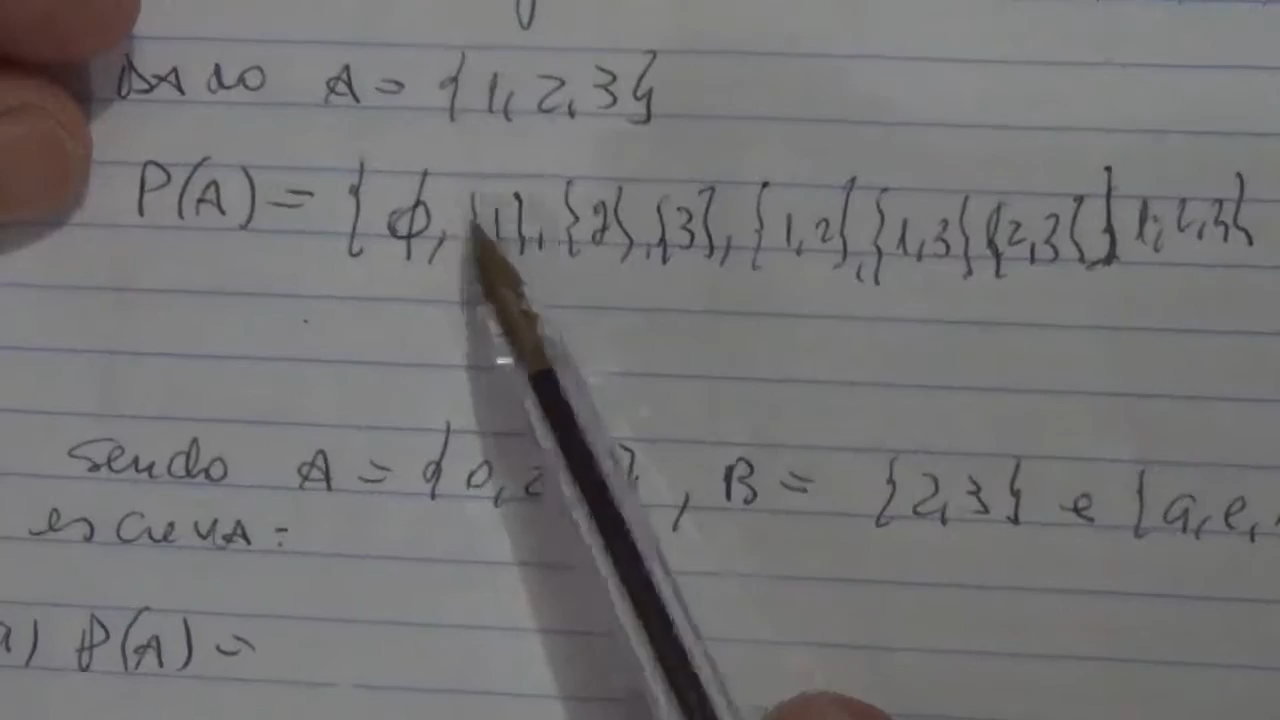 DAdo A = {1, 2, 3}
P(A) = { ϕ, {1}, {2}, {3}, {1, 2}, {1, 3} {2, 3} } 1, 2, 3}
Sendo A = {0, 2 , B = {2, 3} e {a, e,
escrevA:
a) P(A) =